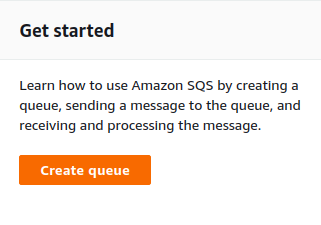 Get started
Learn how to use Amazon SQS by creating a
queue, sending a message to the queue, and
receiving and processing the message.
Create queue